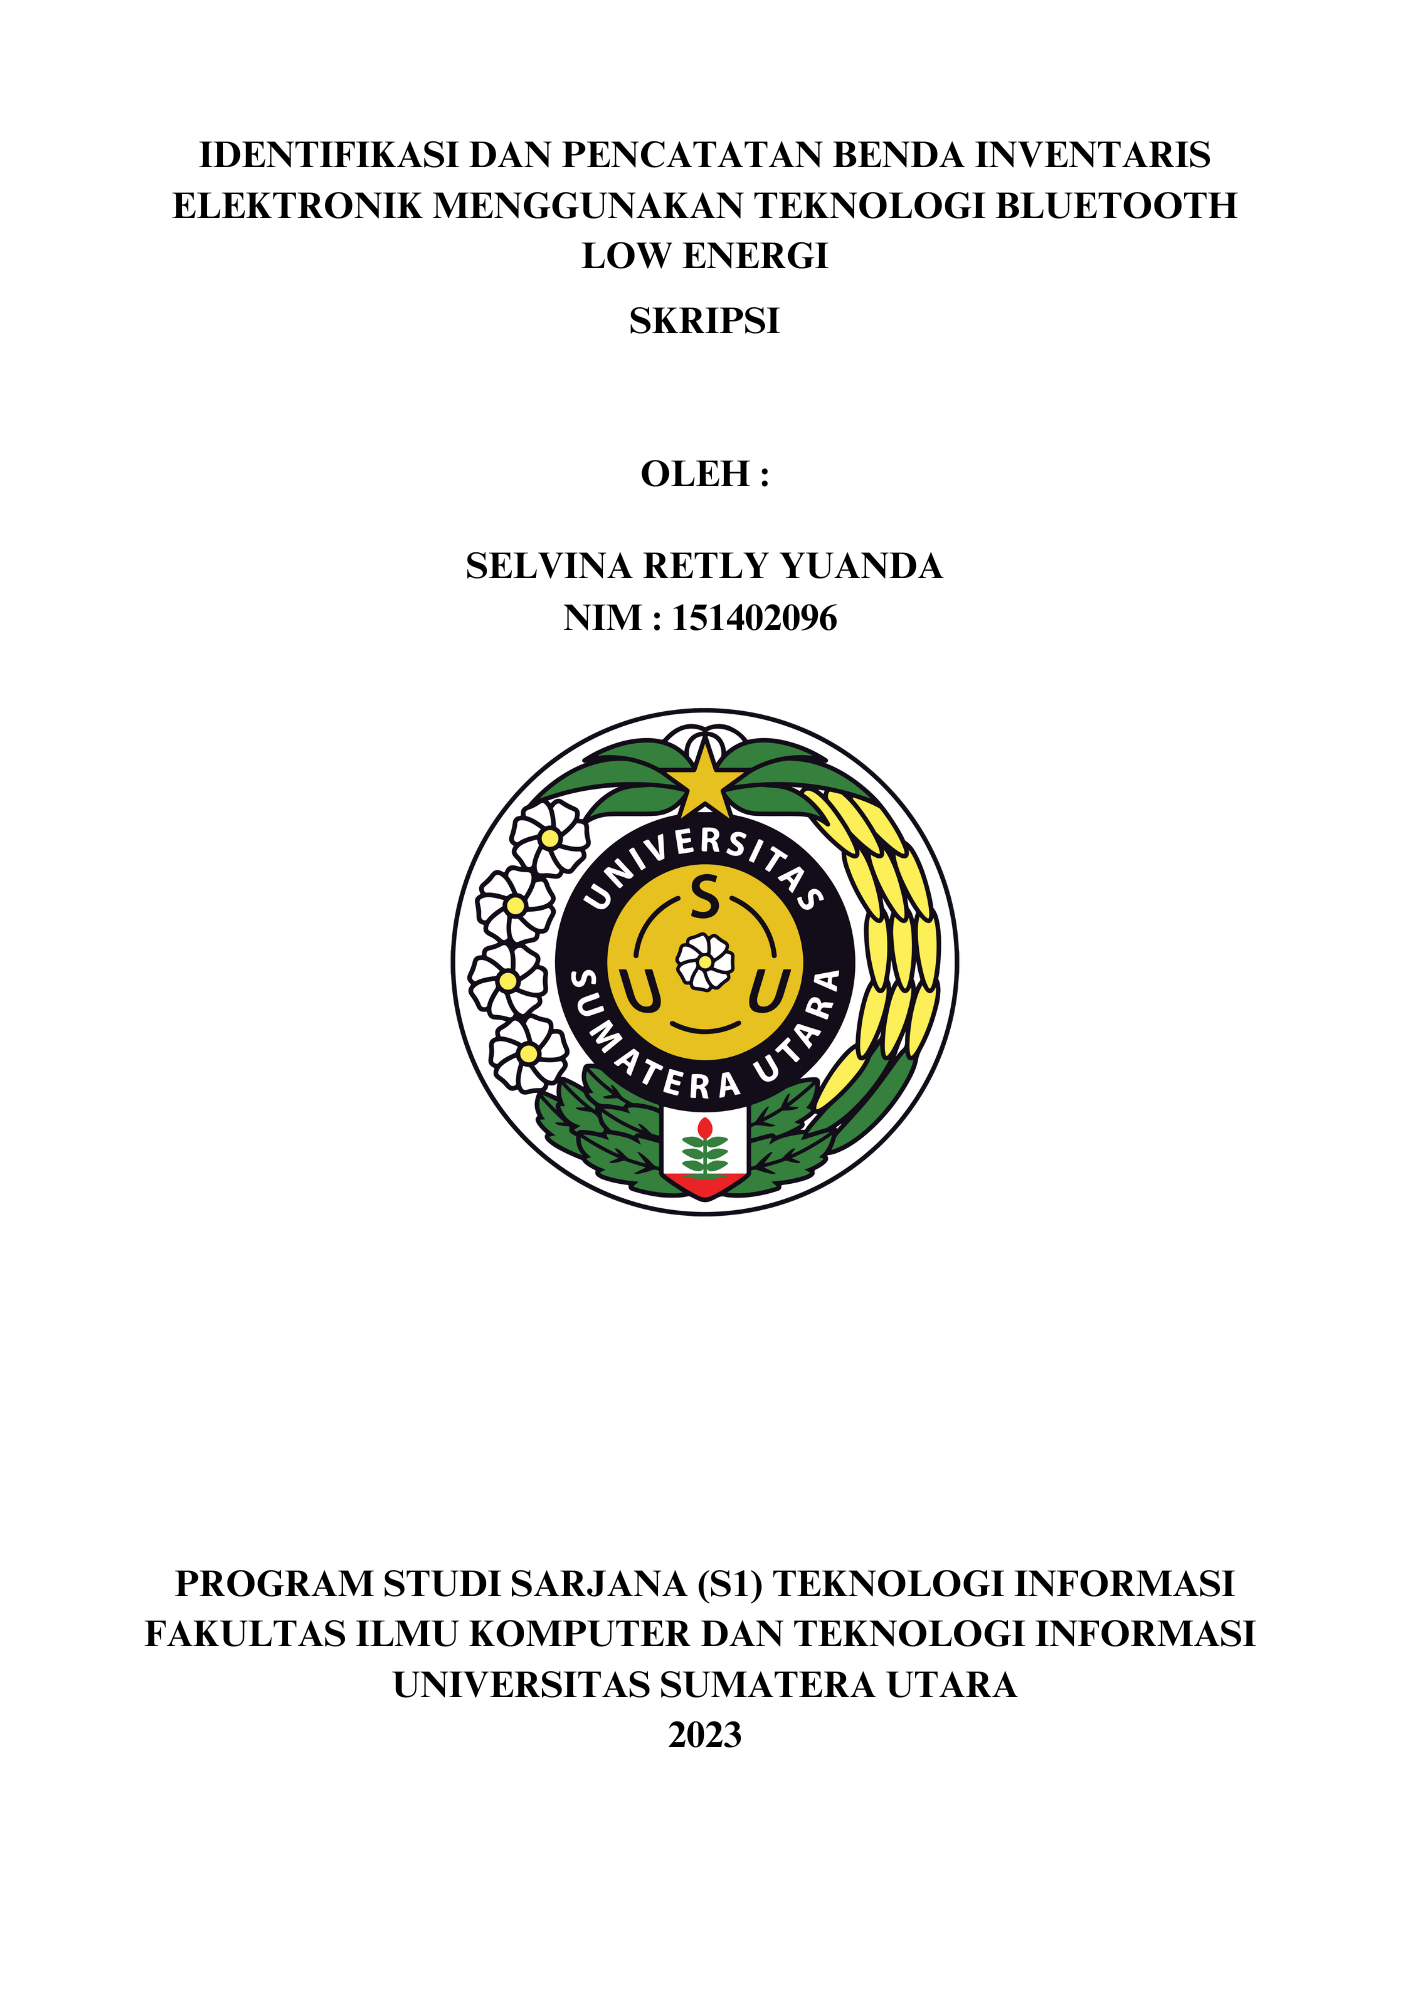 IDENTIFIKASI DAN PENCATATAN BENDA INVENTARIS
ELEKTRONIK MENGGUNAKAN TEKNOLOGI BLUETOOTH
LOW ENERGI
SKRIPSI
OLEH :
SELVINA RETLY YUANDA
NIM : 151402096
UNIVERSITAS
S
U U
SUMATERA UTARA
PROGRAM STUDI SARJANA (S1) TEKNOLOGI INFORMASI
FAKULTAS ILMU KOMPUTER DAN TEKNOLOGI INFORMASI
UNIVERSITAS SUMATERA UTARA
2023